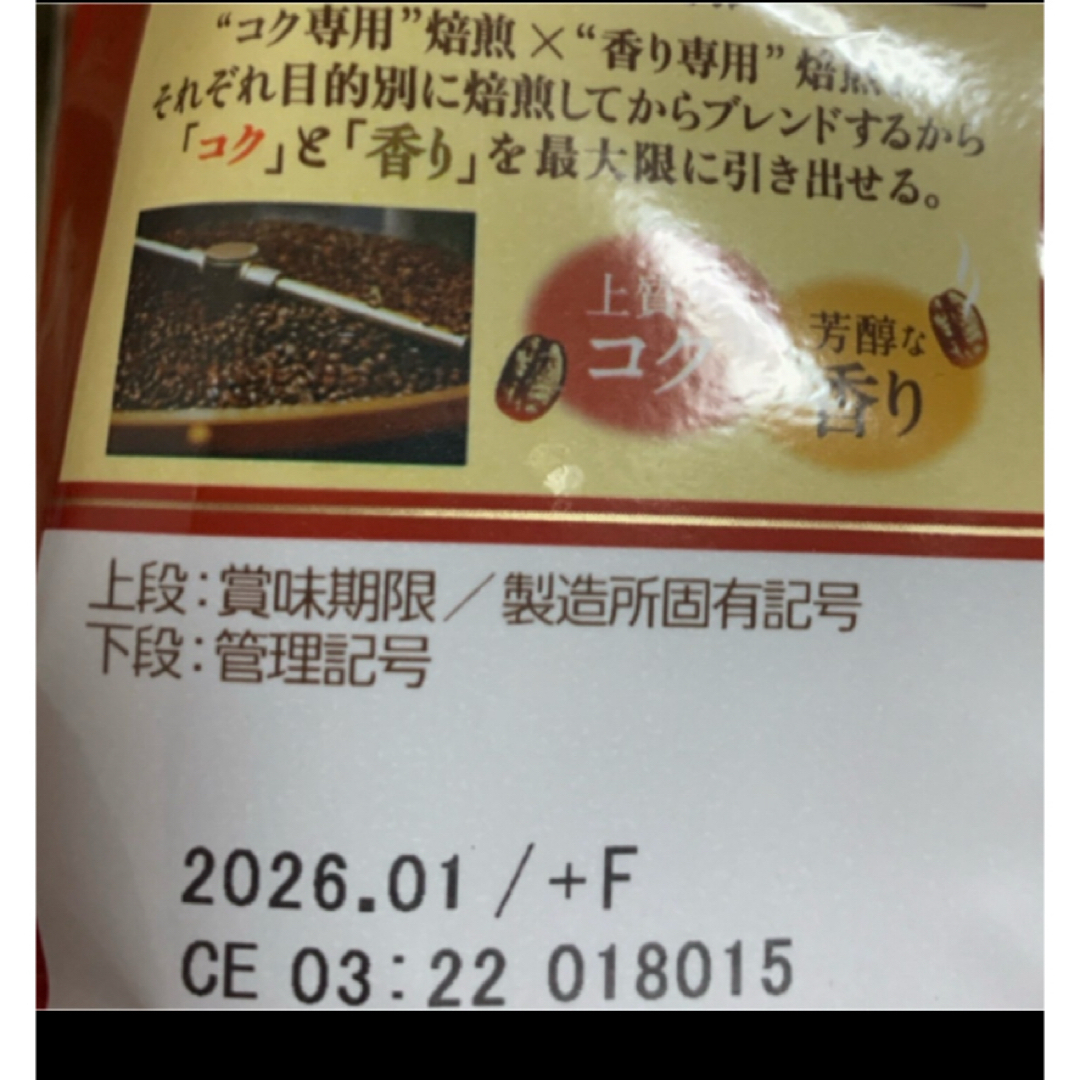 “コク専用”焙煎×“香り専用”焙煎
それぞれ目的別に焙煎してからブレンドするから
「コク」と「香り」を最大限に引き出せる。
上質
コク
芳醇な
香り
上段:賞味期限/製造所固有記号
下段:管理記号
2026.01 /+F
CE 03:22 018015